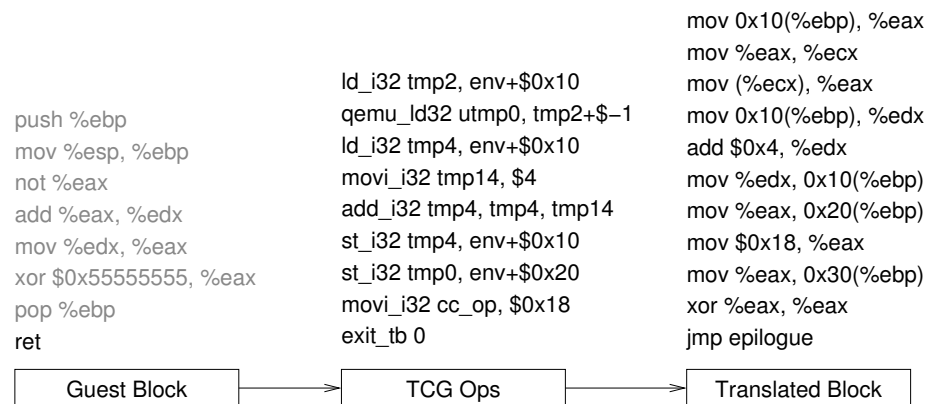 push %ebp
mov %esp, %ebp
not %eax
add %eax, %edx
mov %edx, %eax
xor $0x55555555, %eax
pop %ebp
ret
Guest Block
ld_i32 tmp2, env+$0x10
qemu_ld32 utmp0, tmp2+$−1
ld_i32 tmp4, env+$0x10
movi_i32 tmp14, $4
add_i32 tmp4, tmp4, tmp14
st_i32 tmp4, env+$0x10
st_i32 tmp0, env+$0x20
movi_i32 cc_op, $0x18
exit_tb 0
TCG Ops
mov 0x10(%ebp), %eax
mov %eax, %ecx
mov (%ecx), %eax
mov 0x10(%ebp), %edx
add $0x4, %edx
mov %edx, 0x10(%ebp)
mov %eax, 0x20(%ebp)
mov $0x18, %eax
mov %eax, 0x30(%ebp)
xor %eax, %eax
jmp epilogue
Translated Block